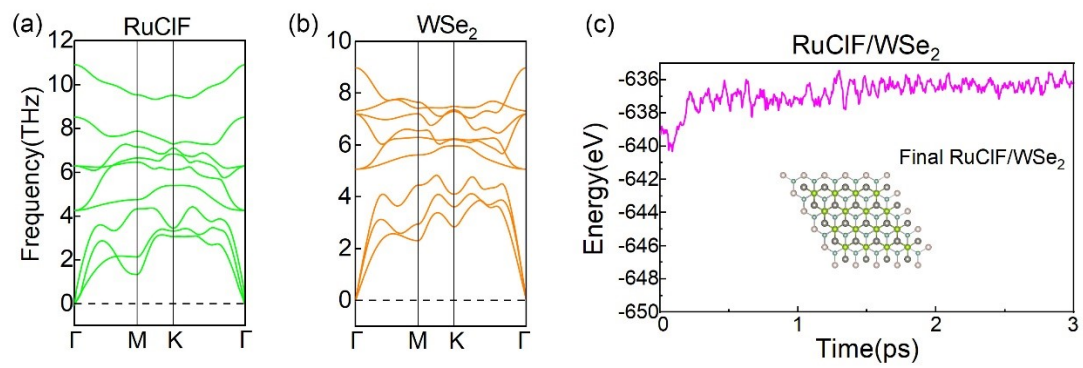 (a)
RuClF
Frequency(THz)
12
10
8
6
4
2
0
Γ M K Γ
(b)
WSe₂
10
8
6
4
2
0
Γ M K Γ
(c)
RuClF/WSe₂
Energy(eV)
-636
-638
-640
-642
-644
-646
-648
-650
Final RuClF/WSe₂
0 1 2 3
Time(ps)